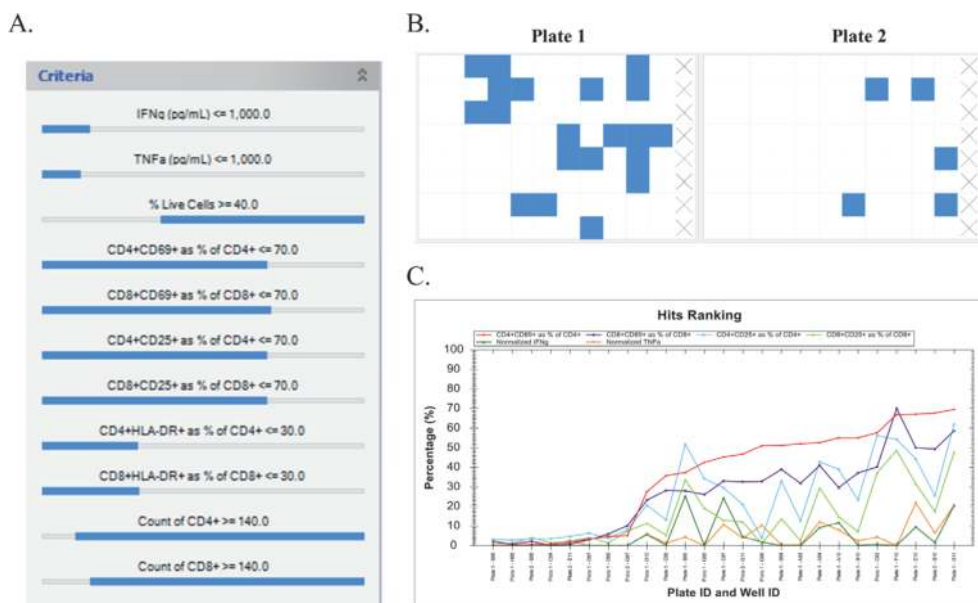 A.
Criteria
IFNg (pg/mL) <= 1,000.0
TNFa (pg/mL) <= 1,000.0
% Live Cells >= 40.0
CD4+CD69+ as % of CD4+ <= 70.0
CD8+CD69+ as % of CD8+ <= 70.0
CD4+CD25+ as % of CD4+ <= 70.0
CD8+CD25+ as % of CD8+ <= 70.0
CD4+HLA-DR+ as % of CD4+ <= 30.0
CD8+HLA-DR+ as % of CD8+ <= 30.0
Count of CD4+ >= 140.0
Count of CD8+ >= 140.0
B.
Plate 1
Plate 2
C.
Hits Ranking
CD4+CD69+ as % of CD4+
CD8+CD69+ as % of CD8+
CD4+CD25+ as % of CD4+
CD8+CD25+ as % of CD8+
Normalized IFNg
Normalized TNFa
Percentage (%)
100
90
80
70
60
50
40
30
20
10
0
Plate ID and Well ID